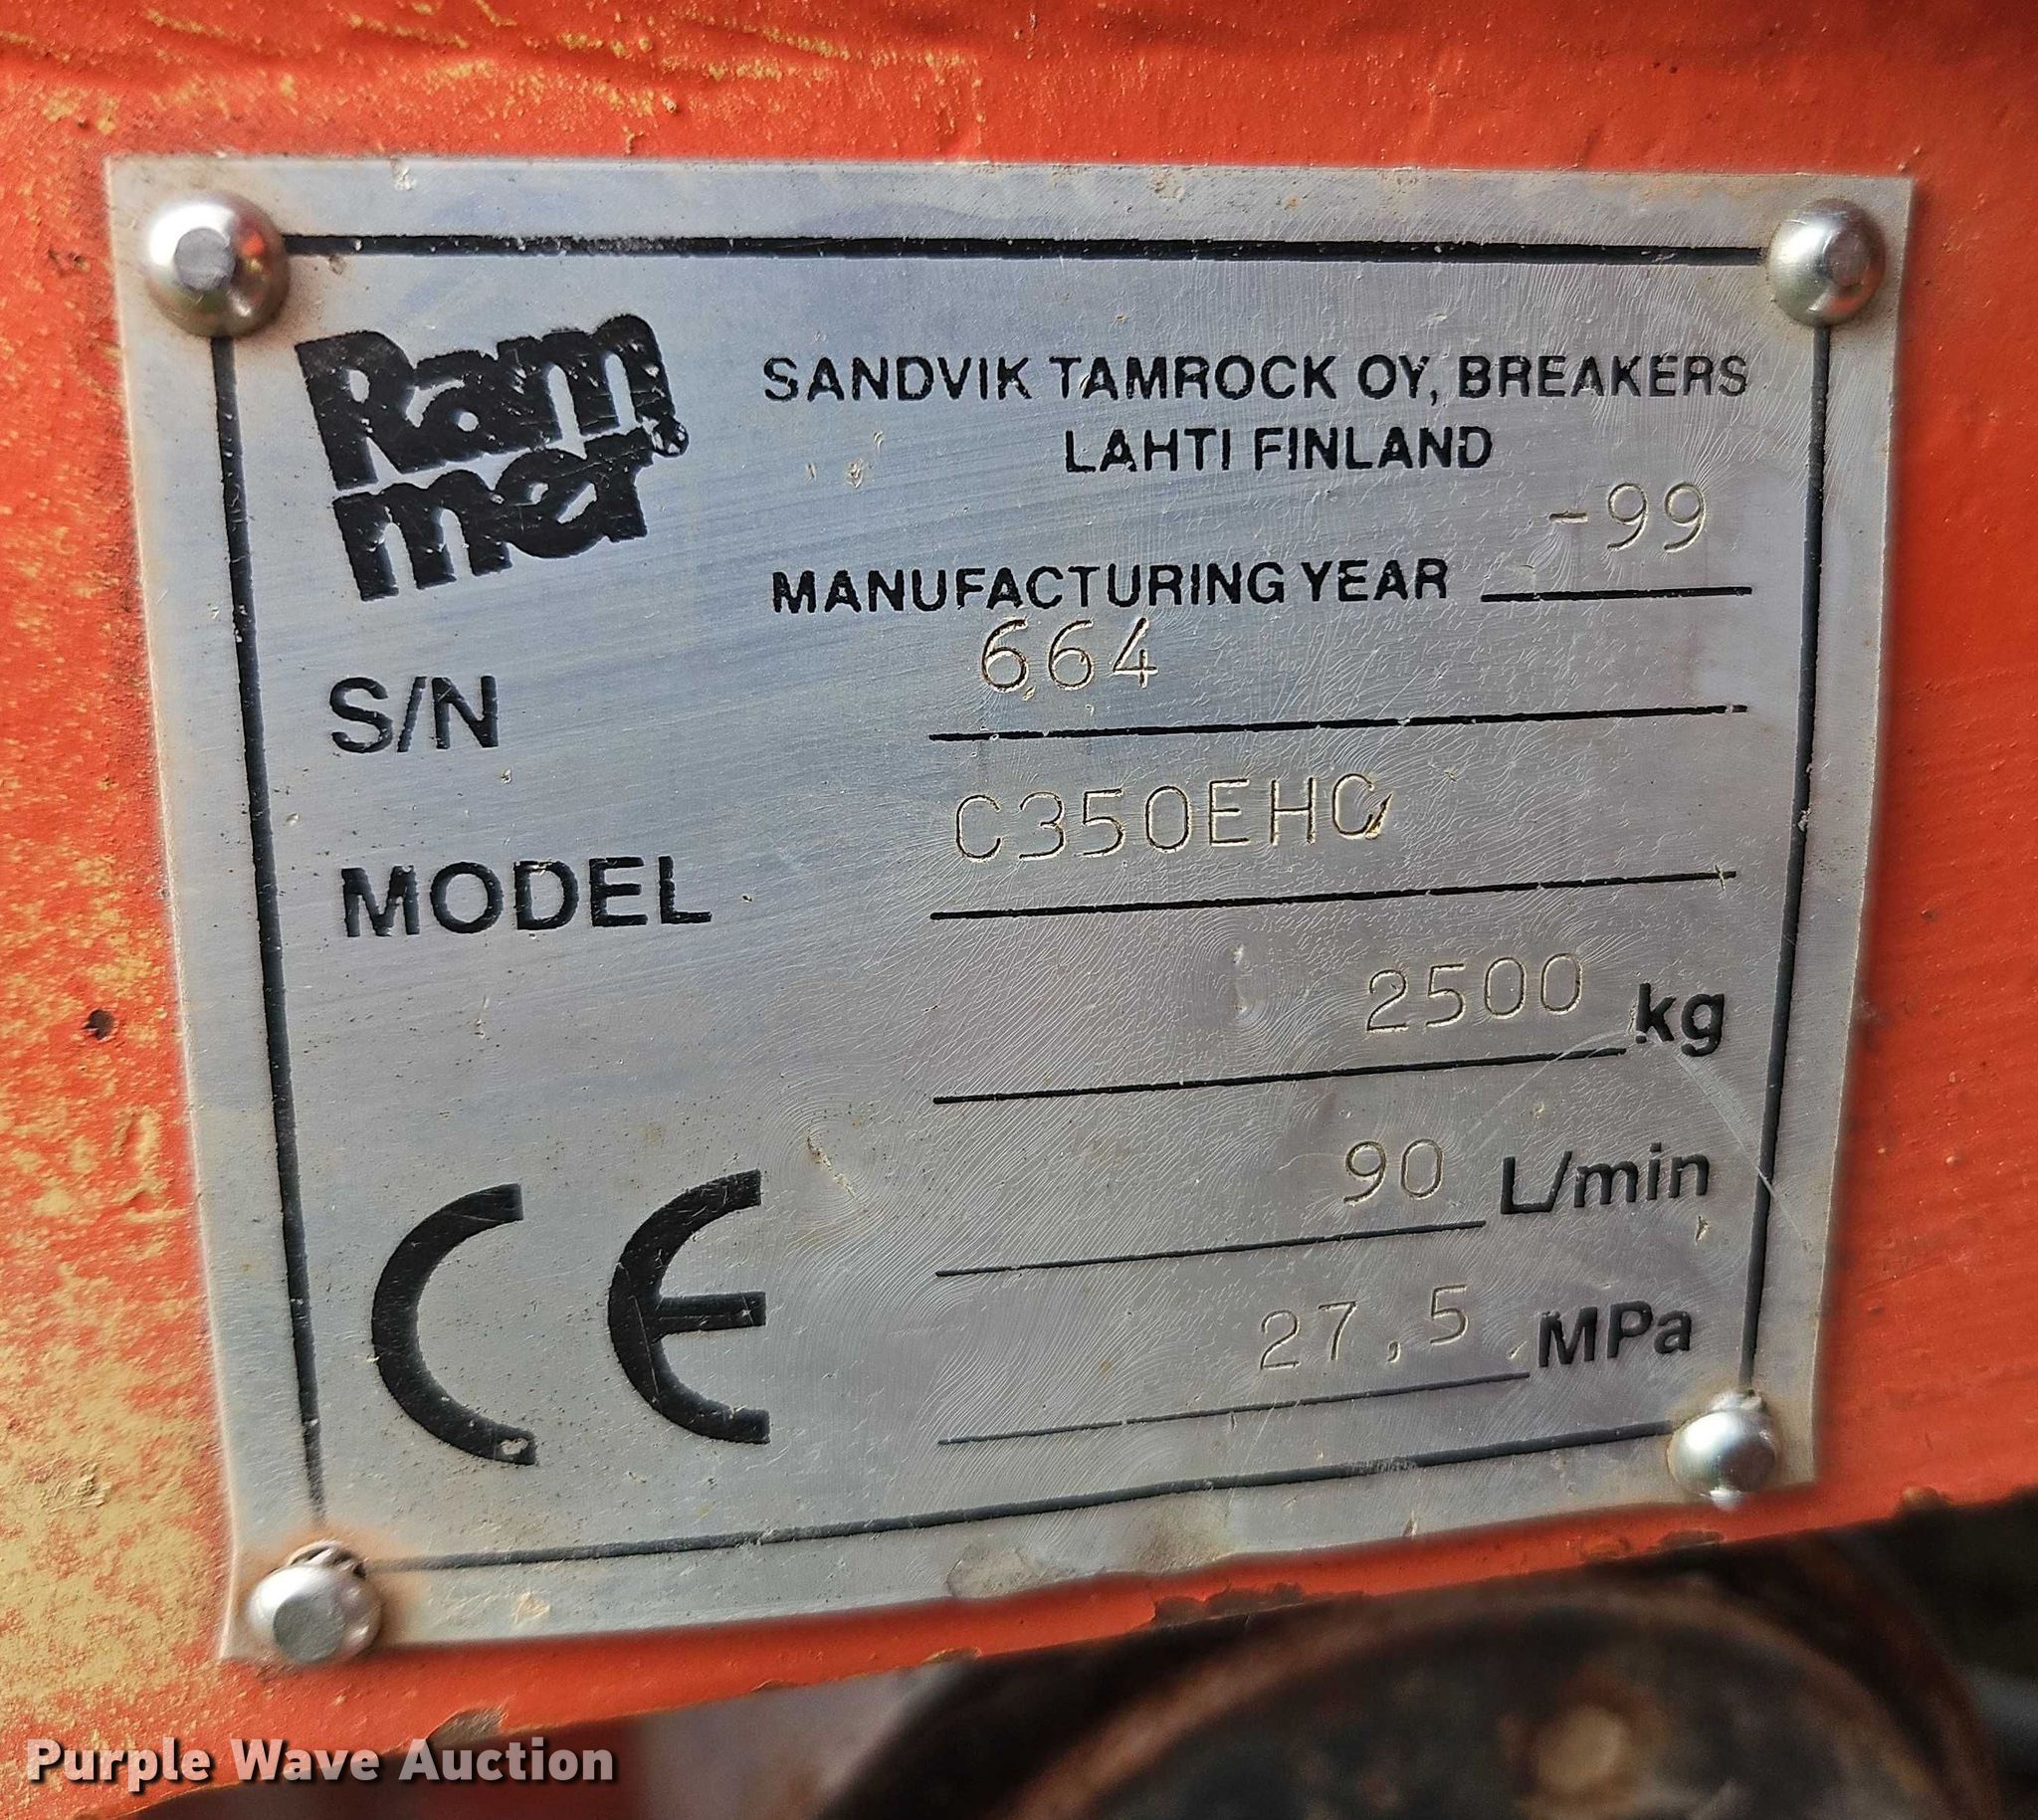 Ram
mer®
SANDVIK TAMROCK OY, BREAKERS
LAHTI FINLAND
MANUFACTURING YEAR -99
S/N 664
MODEL C350EHC
2500 kg
90 L/min
27,5 MPa
CE
Purple Wave Auction